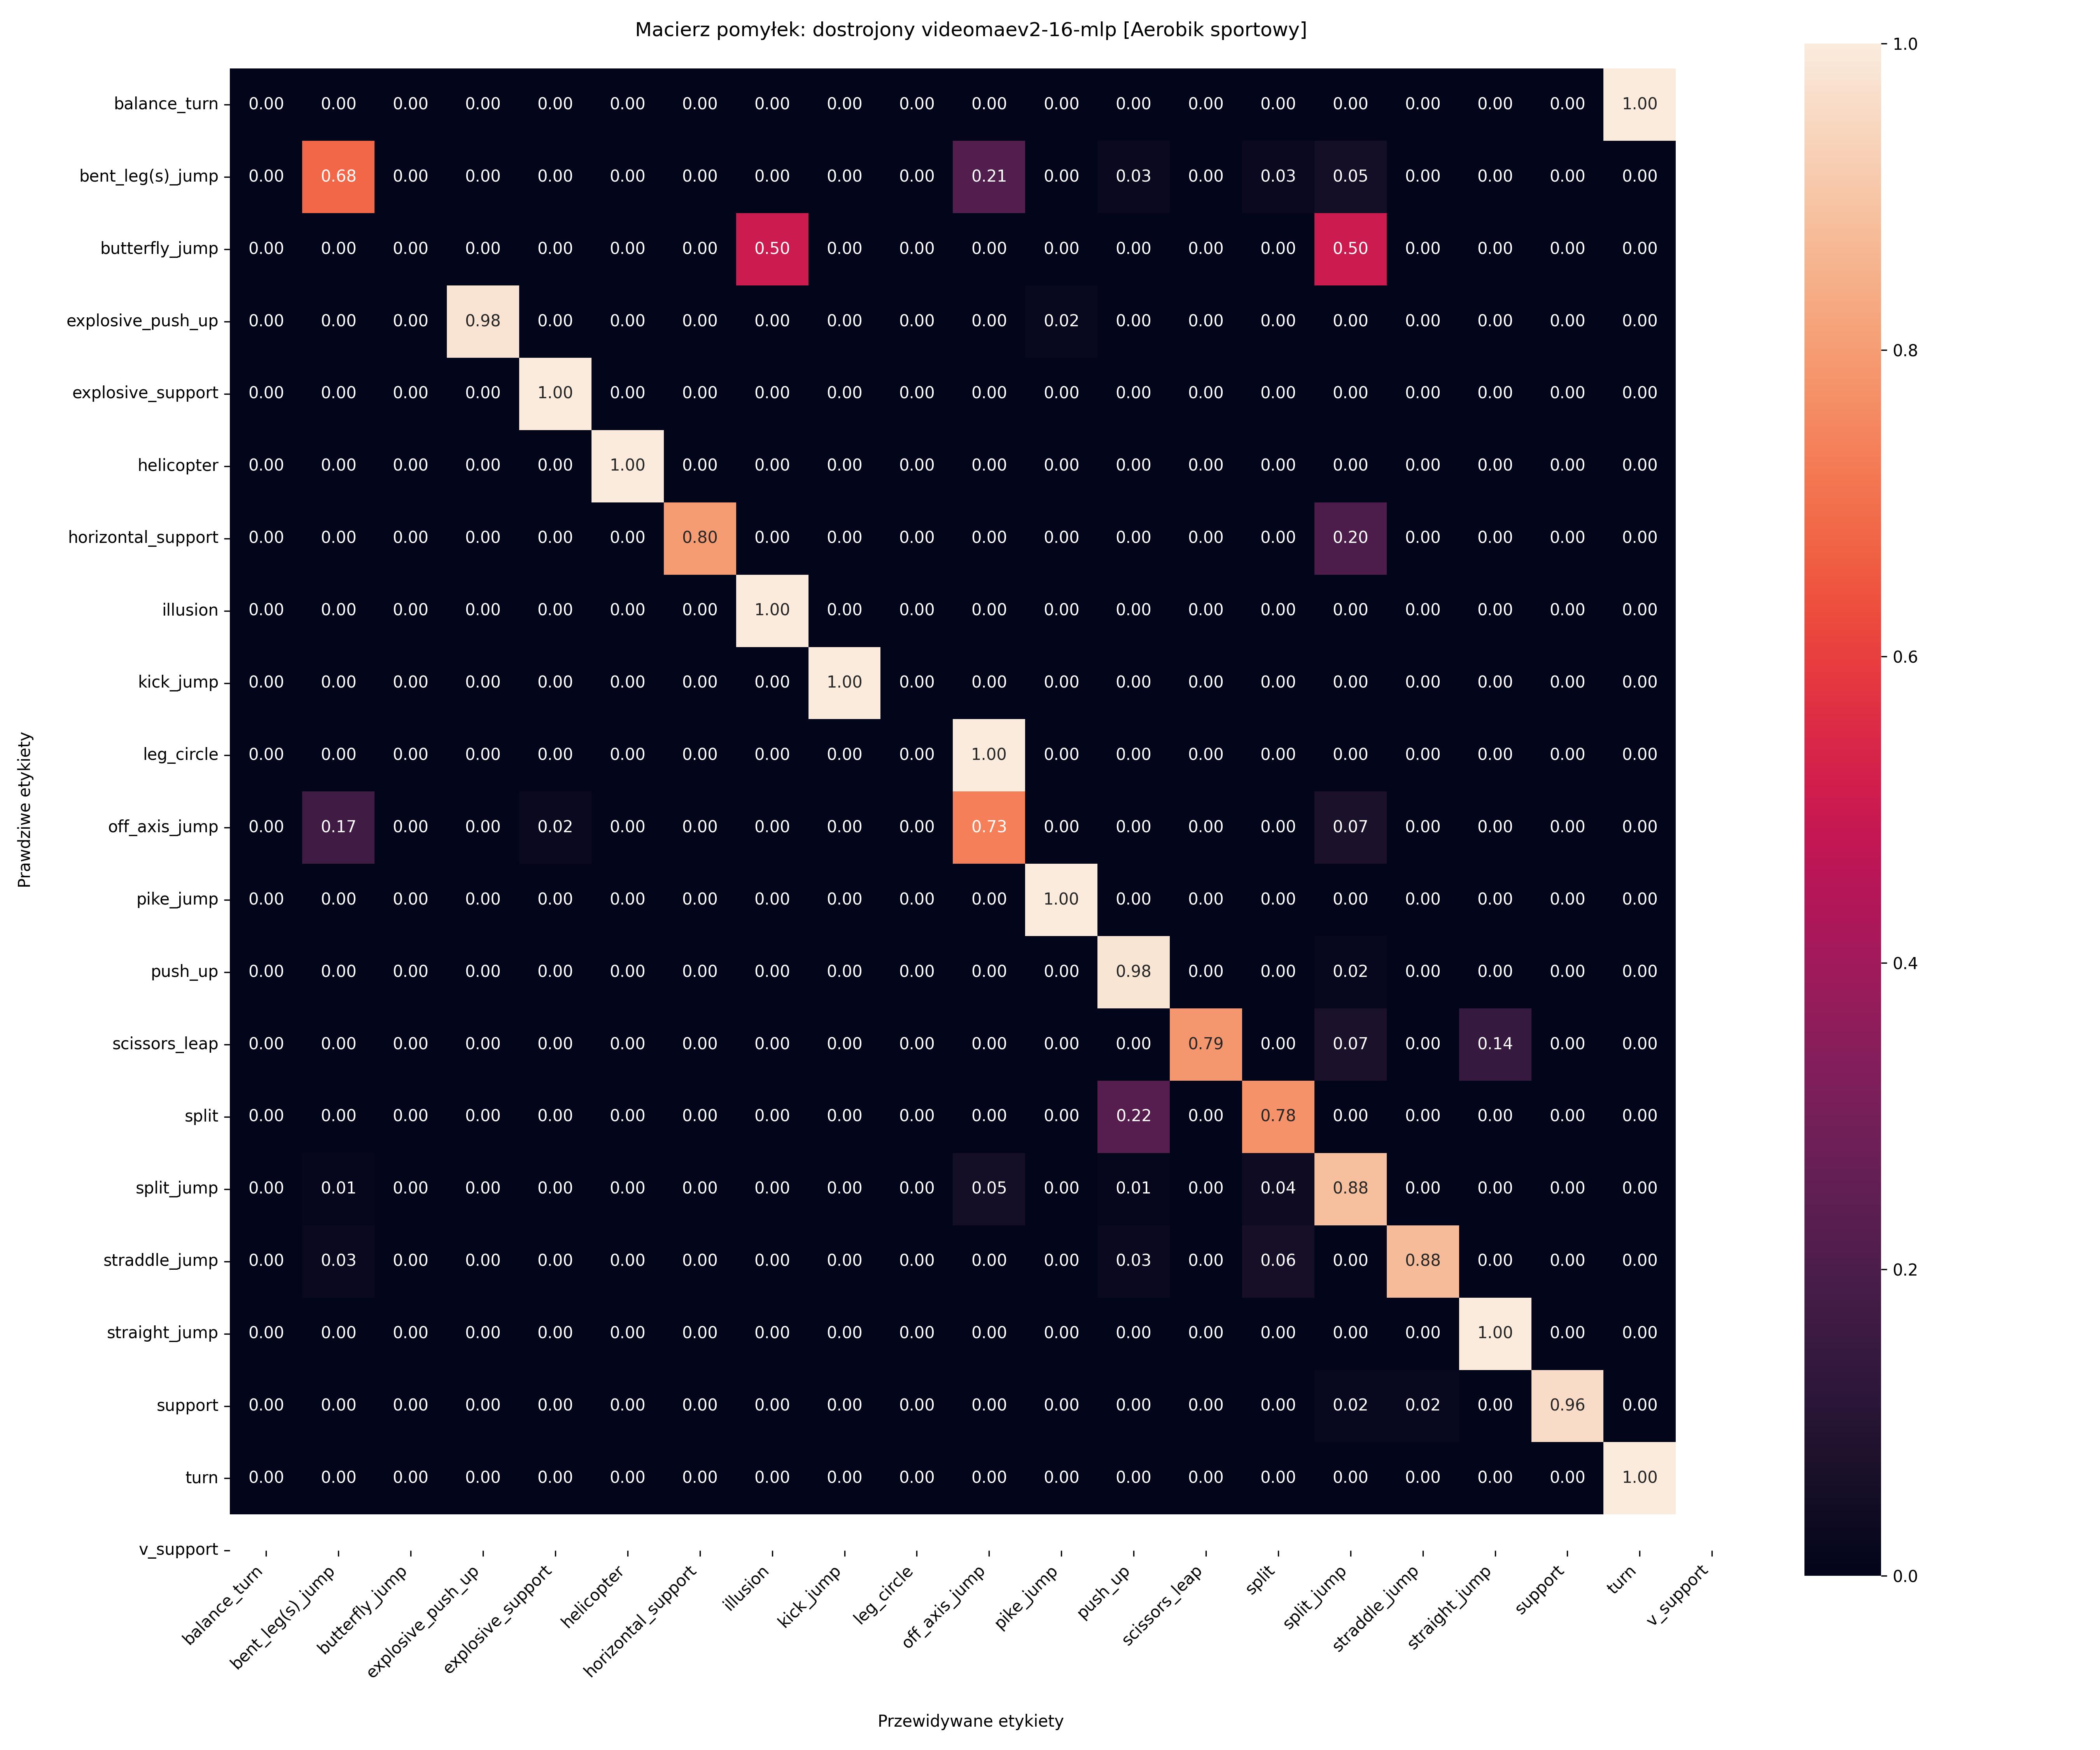 Macierz pomyłek: dostrojony videomaev2-16-mlp [Aerobik sportowy]
1.0
balance_turn 0.00 0.00 0.00 0.00 0.00 0.00 0.00 0.00 0.00 0.00 0.00 0.00 0.00 0.00 0.00 0.00 0.00 0.00 0.00 1.00
bent_leg(s)_jump 0.00 0.68 0.00 0.00 0.00 0.00 0.00 0.00 0.00 0.00 0.21 0.00 0.03 0.00 0.03 0.05 0.00 0.00 0.00 0.00
butterfly_jump 0.00 0.00 0.00 0.00 0.00 0.00 0.00 0.50 0.00 0.00 0.00 0.00 0.00 0.00 0.00 0.50 0.00 0.00 0.00 0.00
explosive_push_up 0.00 0.00 0.00 0.98 0.00 0.00 0.00 0.00 0.00 0.00 0.00 0.02 0.00 0.00 0.00 0.00 0.00 0.00 0.00 0.00
0.8
explosive_support 0.00 0.00 0.00 0.00 1.00 0.00 0.00 0.00 0.00 0.00 0.00 0.00 0.00 0.00 0.00 0.00 0.00 0.00 0.00 0.00
helicopter 0.00 0.00 0.00 0.00 0.00 1.00 0.00 0.00 0.00 0.00 0.00 0.00 0.00 0.00 0.00 0.00 0.00 0.00 0.00 0.00
horizontal_support 0.00 0.00 0.00 0.00 0.00 0.00 0.80 0.00 0.00 0.00 0.00 0.00 0.00 0.00 0.00 0.20 0.00 0.00 0.00 0.00
illusion 0.00 0.00 0.00 0.00 0.00 0.00 0.00 1.00 0.00 0.00 0.00 0.00 0.00 0.00 0.00 0.00 0.00 0.00 0.00 0.00
0.6
kick_jump 0.00 0.00 0.00 0.00 0.00 0.00 0.00 0.00 1.00 0.00 0.00 0.00 0.00 0.00 0.00 0.00 0.00 0.00 0.00 0.00
leg_circle 0.00 0.00 0.00 0.00 0.00 0.00 0.00 0.00 0.00 0.00 1.00 0.00 0.00 0.00 0.00 0.00 0.00 0.00 0.00 0.00
Prawdziwe etykiety
off_axis_jump 0.00 0.17 0.00 0.00 0.02 0.00 0.00 0.00 0.00 0.00 0.73 0.00 0.00 0.00 0.00 0.07 0.00 0.00 0.00 0.00
pike_jump 0.00 0.00 0.00 0.00 0.00 0.00 0.00 0.00 0.00 0.00 0.00 1.00 0.00 0.00 0.00 0.00 0.00 0.00 0.00 0.00
0.4
push_up 0.00 0.00 0.00 0.00 0.00 0.00 0.00 0.00 0.00 0.00 0.00 0.00 0.98 0.00 0.00 0.02 0.00 0.00 0.00 0.00
scissors_leap 0.00 0.00 0.00 0.00 0.00 0.00 0.00 0.00 0.00 0.00 0.00 0.00 0.00 0.79 0.00 0.07 0.00 0.14 0.00 0.00
split 0.00 0.00 0.00 0.00 0.00 0.00 0.00 0.00 0.00 0.00 0.00 0.00 0.22 0.00 0.78 0.00 0.00 0.00 0.00 0.00
split_jump 0.00 0.01 0.00 0.00 0.00 0.00 0.00 0.00 0.00 0.00 0.05 0.00 0.01 0.00 0.04 0.88 0.00 0.00 0.00 0.00
straddle_jump 0.00 0.03 0.00 0.00 0.00 0.00 0.00 0.00 0.00 0.00 0.00 0.00 0.03 0.00 0.06 0.00 0.88 0.00 0.00 0.00
0.2
straight_jump 0.00 0.00 0.00 0.00 0.00 0.00 0.00 0.00 0.00 0.00 0.00 0.00 0.00 0.00 0.00 0.00 0.00 1.00 0.00 0.00
support 0.00 0.00 0.00 0.00 0.00 0.00 0.00 0.00 0.00 0.00 0.00 0.00 0.00 0.00 0.00 0.02 0.02 0.00 0.96 0.00
turn 0.00 0.00 0.00 0.00 0.00 0.00 0.00 0.00 0.00 0.00 0.00 0.00 0.00 0.00 0.00 0.00 0.00 0.00 0.00 1.00
v_support
0.0
balance_turn
bent_leg(s)_jump
butterfly_jump
explosive_push_up
explosive_support
helicopter
horizontal_support
illusion
kick_jump
leg_circle
off_axis_jump
pike_jump
push_up
scissors_leap
split
split_jump
straddle_jump
straight_jump
support
turn
v_support
Przewidywane etykiety